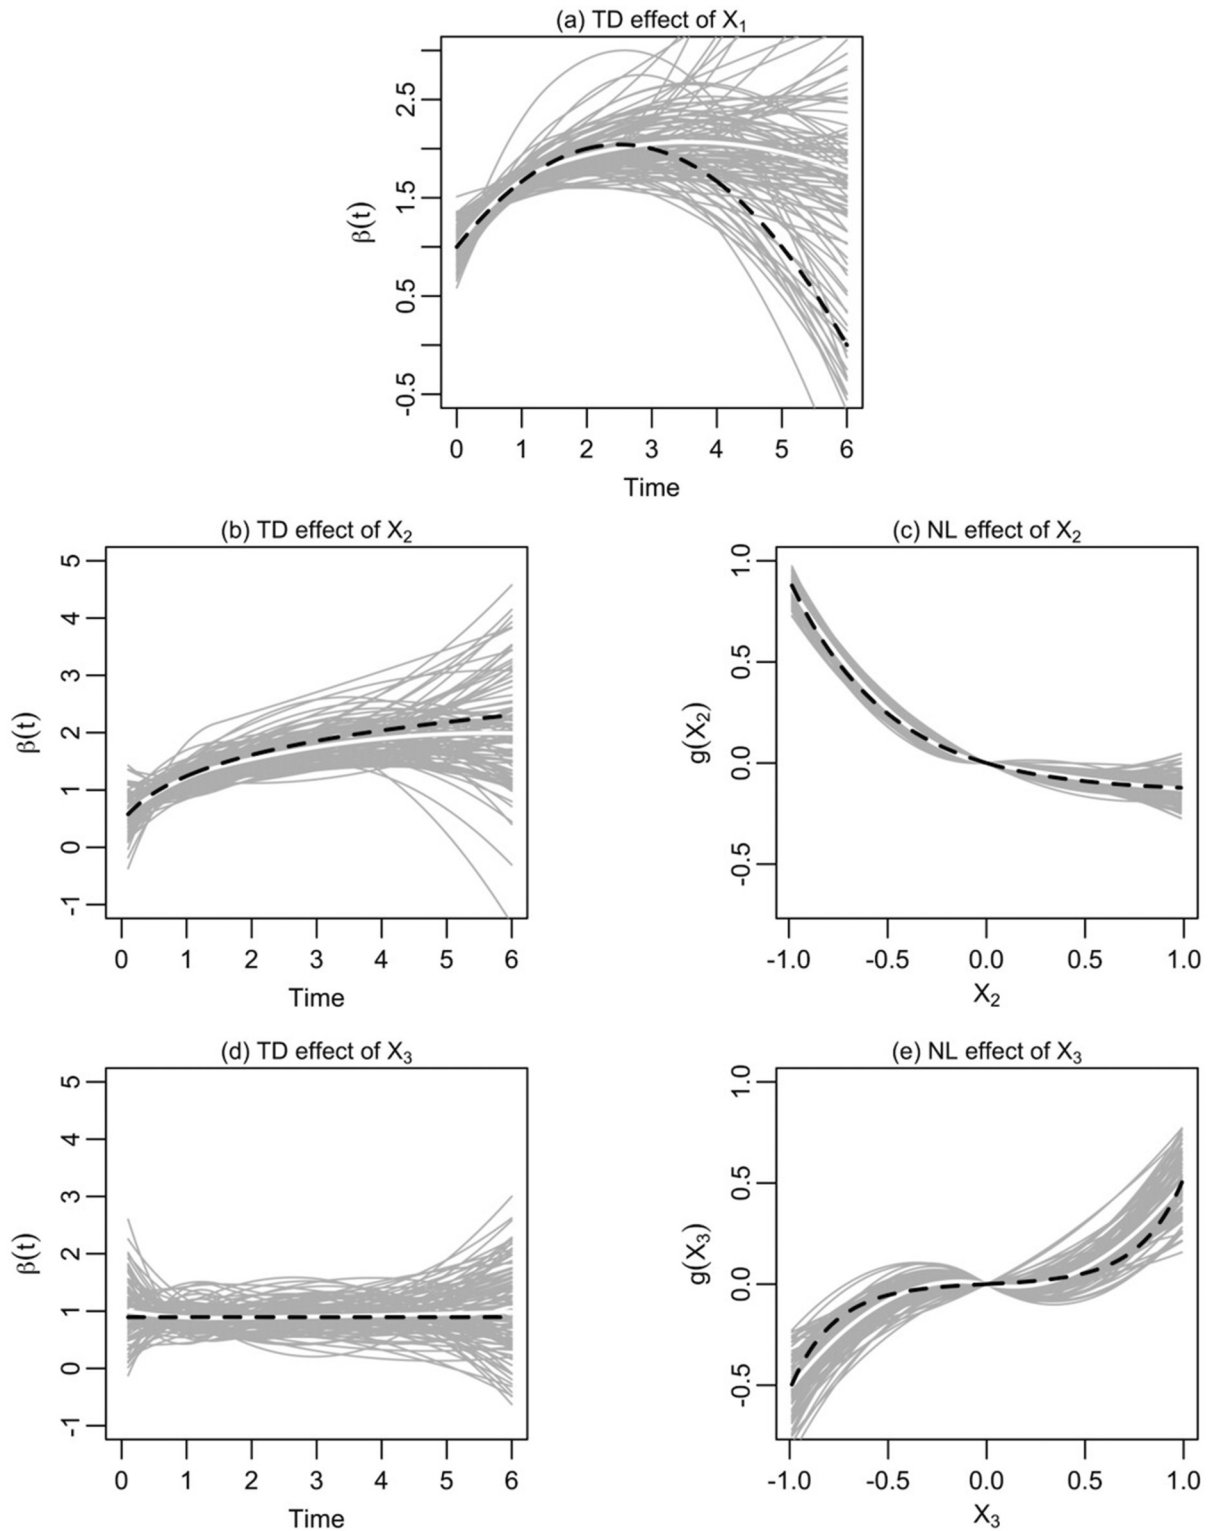 (a) TD effect of X₁
β(t)
2.5
1.5
0.5
-0.5
0 1 2 3 4 5 6
Time
(b) TD effect of X₂
β(t)
5
4
3
2
1
0
-1
0 1 2 3 4 5 6
Time
(c) NL effect of X₂
g(X₂)
1.0
0.5
0.0
-0.5
-1.0 -0.5 0.0 0.5 1.0
X₂
(d) TD effect of X₃
β(t)
5
4
3
2
1
0
-1
0 1 2 3 4 5 6
Time
(e) NL effect of X₃
g(X₃)
1.0
0.5
0.0
-0.5
-1.0 -0.5 0.0 0.5 1.0
X₃